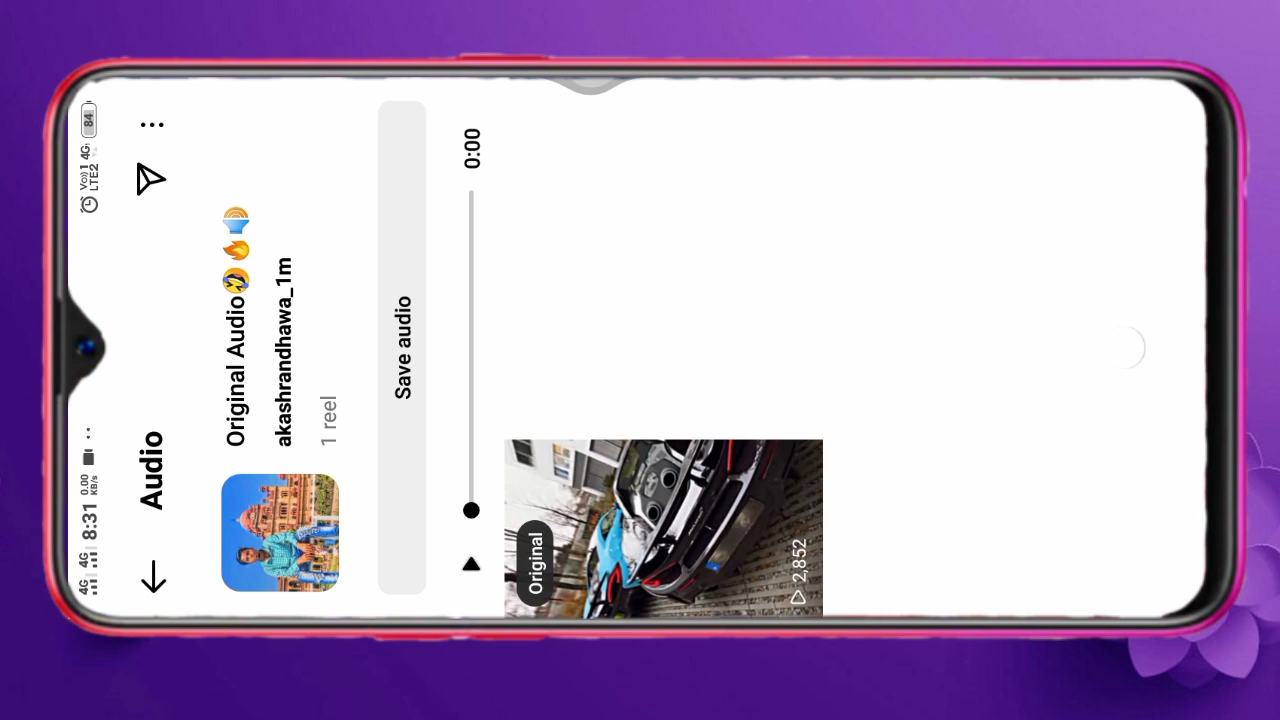 4G 4G 8:31 0.00 KB/s
Vo)) 1 4G↑ LTE2 84
Audio
Original Audio🤣🔥🔊
akashrandhawa_1m
1 reel
Save audio
0:00
Original
2,852